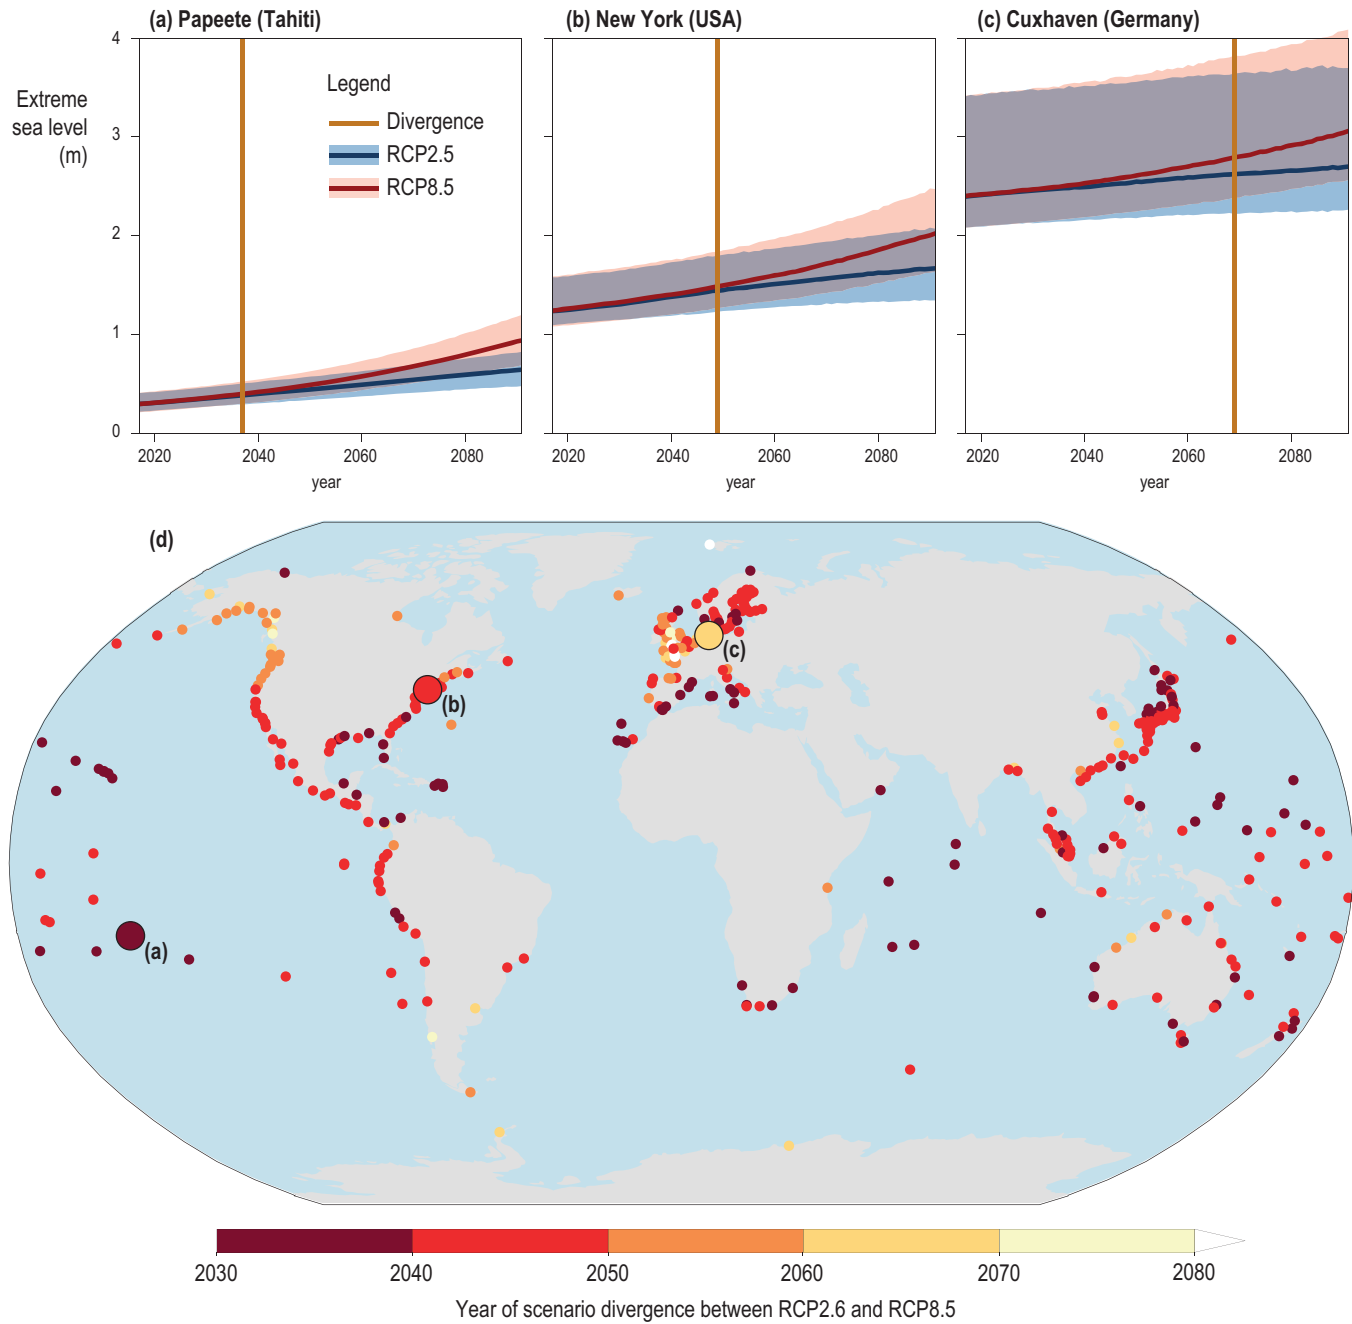 (a) Papeete (Tahiti)
(b) New York (USA)
(c) Cuxhaven (Germany)
Extreme
sea level
(m)
4
3
2
1
0
Legend
Divergence
RCP2.5
RCP8.5
2020 2040 2060 2080
year
2020 2040 2060 2080
year
2020 2040 2060 2080
year
(d)
(c)
(b)
(a)
2030 2040 2050 2060 2070 2080
Year of scenario divergence between RCP2.6 and RCP8.5